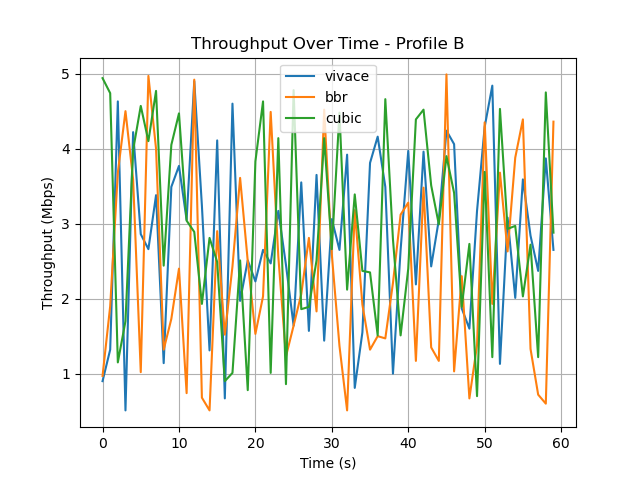 Throughput Over Time - Profile B
Throughput (Mbps)
5
4
3
2
1
vivace
bbr
cubic
0 10 20 30 40 50 60
Time (s)